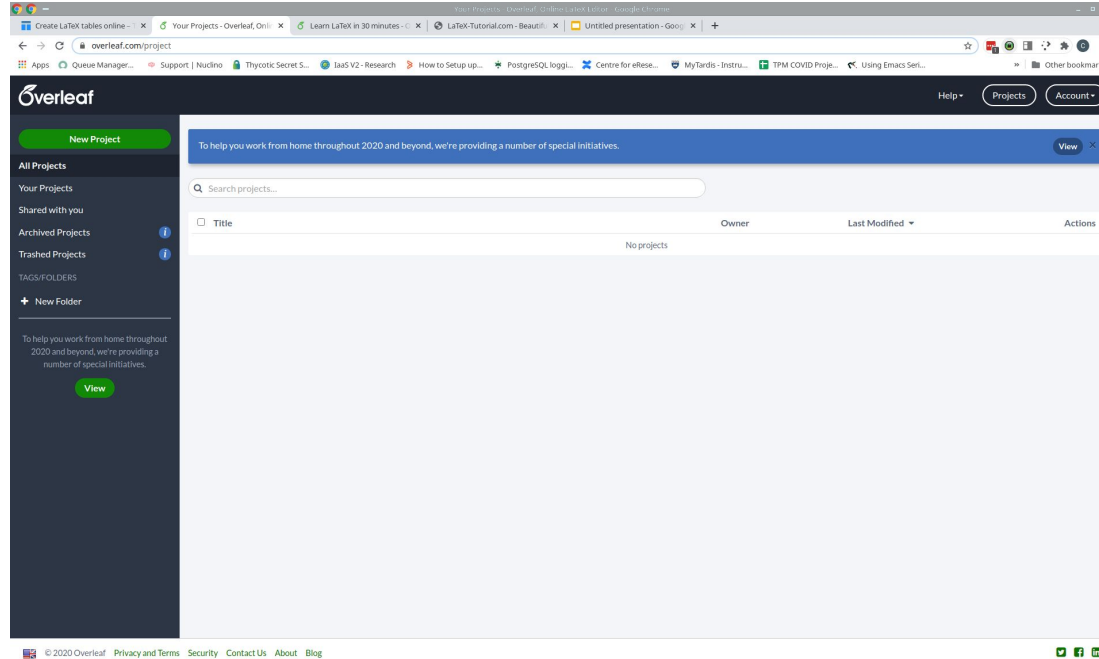 Your Projects - Overleaf, Online LaTeX Editor - Google Chrome
Create LaTeX tables online – T
Your Projects - Overleaf, Onli
Learn LaTeX in 30 minutes - O
LaTeX-Tutorial.com - Beautifu
Untitled presentation - Goog
overleaf.com/project
Apps Queue Manager... Support | Nuclino Thycotic Secret S... IaaS V2 - Research How to Setup up... PostgreSQL loggi... Centre for eRese... MyTardis - Instru... TPM COVID Proje... Using Emacs Seri... » Other bookmar
Overleaf
Help Projects Account
New Project
All Projects
Your Projects
Shared with you
Archived Projects
Trashed Projects
TAGS/FOLDERS
+ New Folder
To help you work from home throughout
2020 and beyond, we're providing a
number of special initiatives.
View
To help you work from home throughout 2020 and beyond, we're providing a number of special initiatives.
View ×
Search projects...
Title Owner Last Modified Actions
No projects
© 2020 Overleaf Privacy and Terms Security Contact Us About Blog